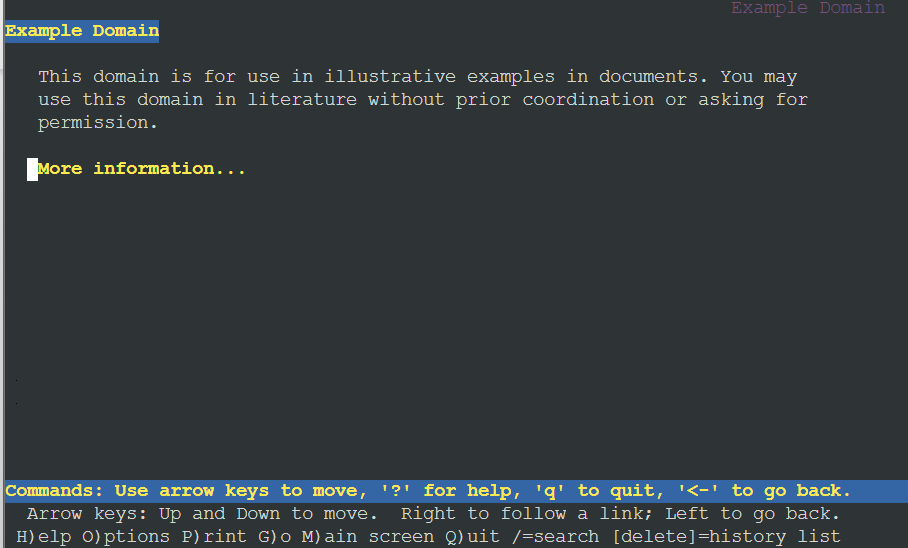 Example Domain
Example Domain
This domain is for use in illustrative examples in documents. You may
use this domain in literature without prior coordination or asking for
permission.
More information...
Commands: Use arrow keys to move, '?' for help, 'q' to quit, '<-' to go back.
Arrow keys: Up and Down to move.  Right to follow a link; Left to go back.
H)elp O)ptions P)rint G)o M)ain screen Q)uit /=search [delete]=history list